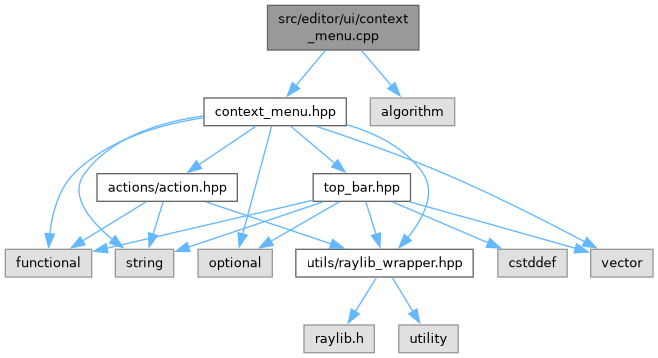 src/editor/ui/context
_menu.cpp
context_menu.hpp
algorithm
actions/action.hpp
top_bar.hpp
functional
string
optional
utils/raylib_wrapper.hpp
cstddef
vector
raylib.h
utility